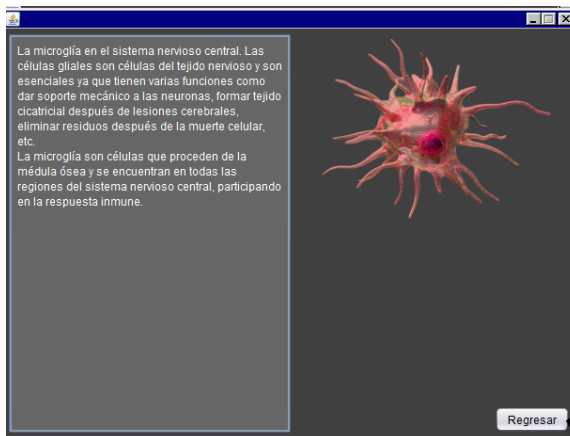 La microglía en el sistema nervioso central. Las
células gliales son células del tejido nervioso y son
esenciales ya que tienen varias funciones como
dar soporte mecánico a las neuronas, formar tejido
cicatricial después de lesiones cerebrales,
eliminar residuos después de la muerte celular,
etc.
La microglía son células que proceden de la
médula ósea y se encuentran en todas las
regiones del sistema nervioso central, participando
en la respuesta inmune.
Regresar